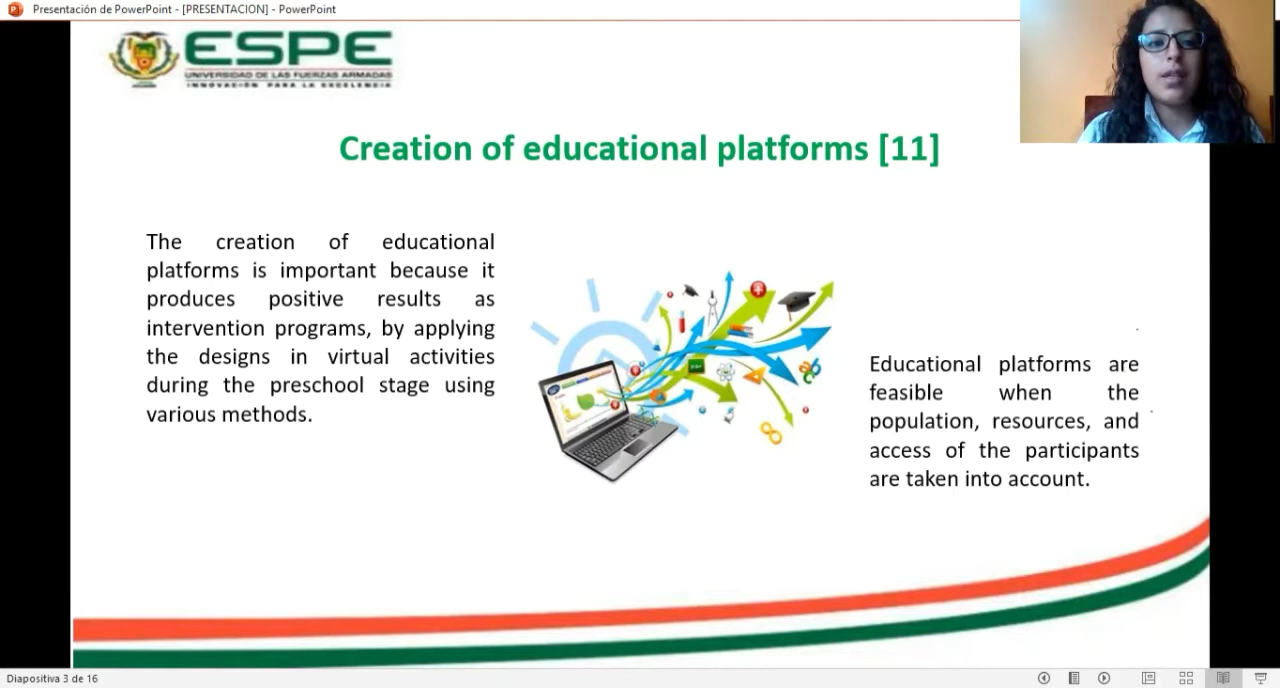 Presentación de PowerPoint - [PRESENTACION] - PowerPoint
ESPE
UNIVERSIDAD DE LAS FUERZAS ARMADAS
INNOVACIÓN PARA LA EXCELENCIA
Creation of educational platforms [11]
The creation of educational
platforms is important because it
produces positive results as
intervention programs, by applying
the designs in virtual activities
during the preschool stage using
various methods.
abc
Educational platforms are
feasible when the
population, resources, and
access of the participants
are taken into account.
Diapositiva 3 de 16